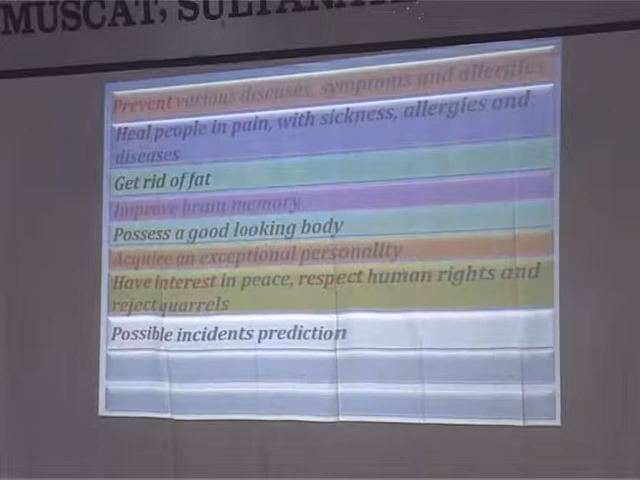 MUSCAT, SULTANATE
Prevent various diseases, symptoms and allergies
Heal people in pain, with sickness, allergies and
diseases
Get rid of fat
Improve brain memory
Possess a good looking body
Acquire an exceptional personality
Have interest in peace, respect human rights and
reject quarrels
Possible incidents prediction